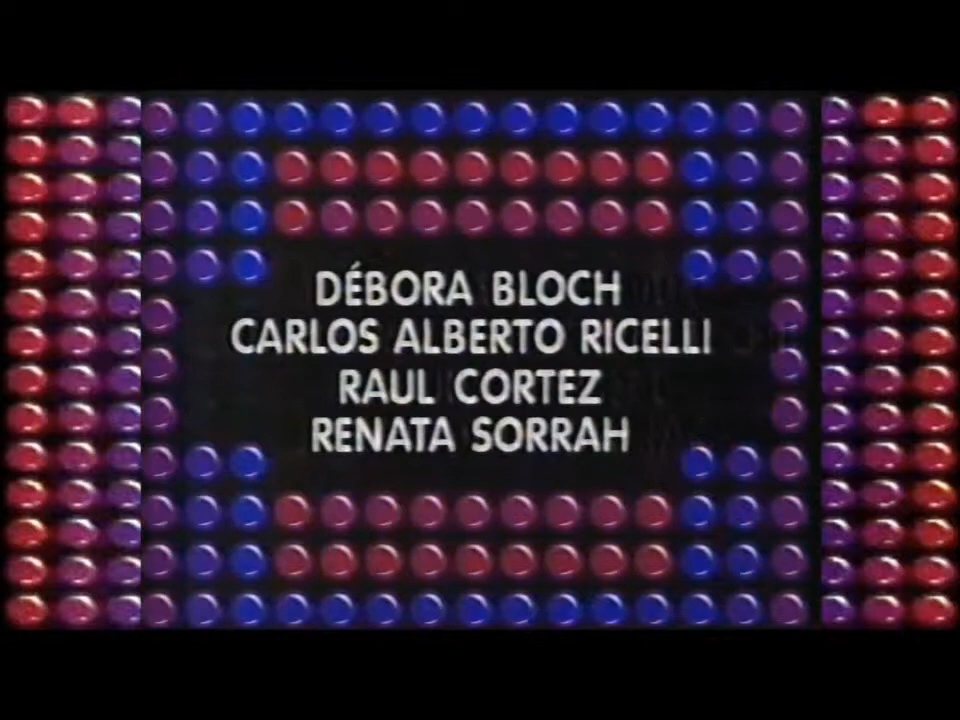 DÉBORA BLOCH
CARLOS ALBERTO RICELLI
RAUL CORTEZ
RENATA SORRAH